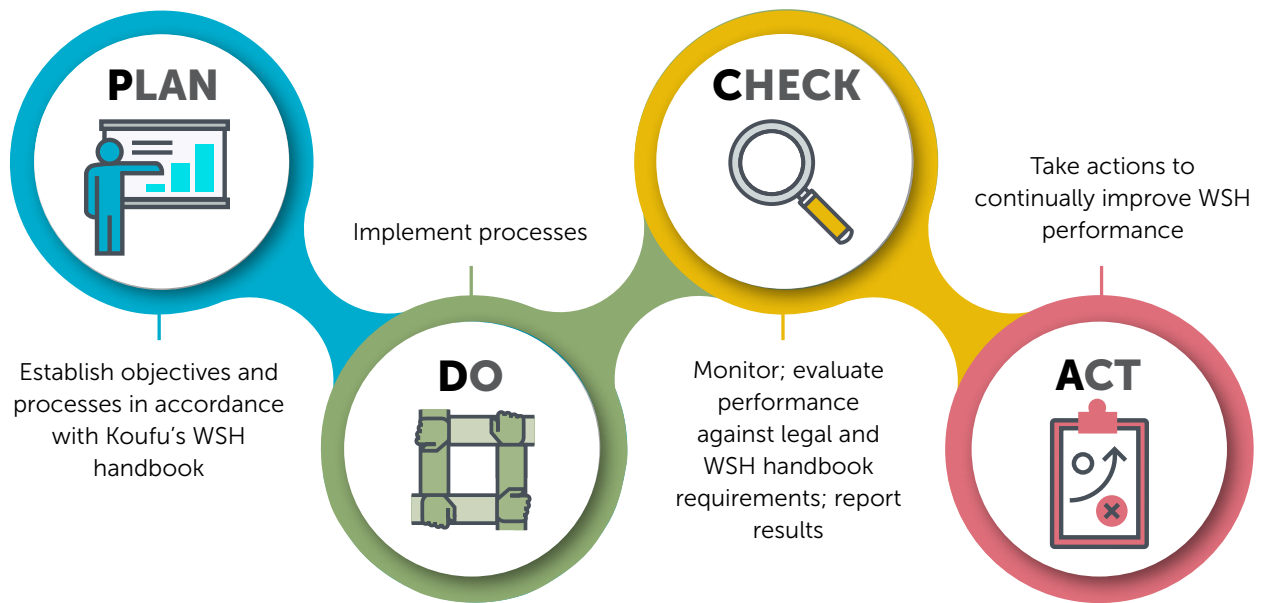 PLAN
Establish objectives and
processes in accordance
with Koufu’s WSH
handbook
Implement processes
DO
CHECK
Monitor; evaluate
performance
against legal and
WSH handbook
requirements; report
results
Take actions to
continually improve WSH
performance
ACT